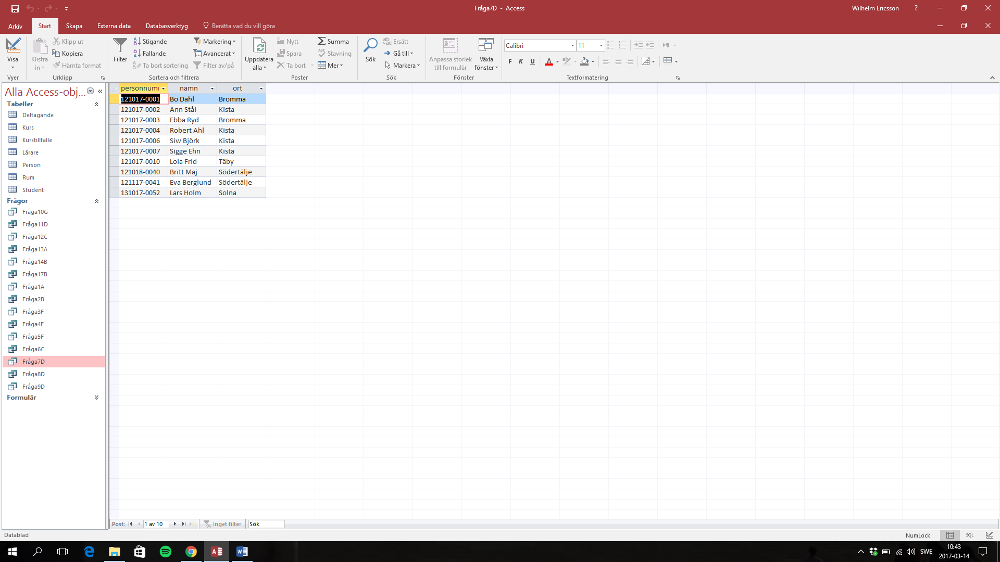 Fråga7D - Access
Wilhelm Ericsson
?
Arkiv
Start
Skapa
Externa data
Databasverktyg
Berätta vad du vill göra
Visa
Vyer
Klistra in
Klipp ut
Kopiera
Hämta format
Urklipp
Filter
Stigande
Fallande
Ta bort sortering
Markering
Avancerat
Filter av/på
Sortera och filtrera
Uppdatera alla
Nytt
Spara
Ta bort
Summa
Stavning
Mer
Poster
Sök
Ersätt
Gå till
Markera
Sök
Anpassa storlek till formulär
Växla fönster
Fönster
Calibri
11
F K U
Textformatering
Alla Access-obj...
Tabeller
Deltagande
Kurs
Kurstillfälle
Lärare
Person
Rum
Student
Frågor
Fråga10G
Fråga11D
Fråga12C
Fråga13A
Fråga14B
Fråga17B
Fråga1A
Fråga2B
Fråga3F
Fråga4F
Fråga5F
Fråga6C
Fråga7D
Fråga8D
Fråga9D
Formulär
personnum namn ort
121017-0001 Bo Dahl Bromma
121017-0002 Ann Stål Kista
121017-0003 Ebba Ryd Bromma
121017-0004 Robert Ahl Kista
121017-0006 Siw Björk Kista
121017-0007 Sigge Ehn Kista
121017-0010 Lola Frid Täby
121018-0040 Britt Maj Södertälje
121117-0041 Eva Berglund Södertälje
131017-0052 Lars Holm Solna
Post: 1 av 10 Inget filter Sök
Datablad
NumLock
SQL
SWE
10:43
2017-03-14